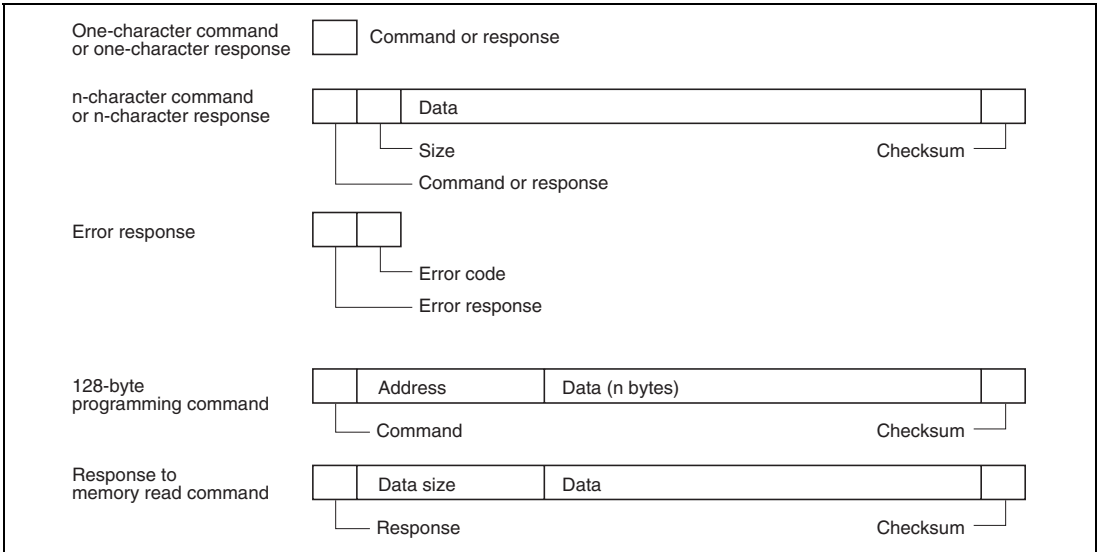 One-character command
or one-character response
Command or response
n-character command
or n-character response
Data
Size
Checksum
Command or response
Error response
Error code
Error response
128-byte
programming command
Address
Data (n bytes)
Command
Checksum
Response to
memory read command
Data size
Data
Response
Checksum